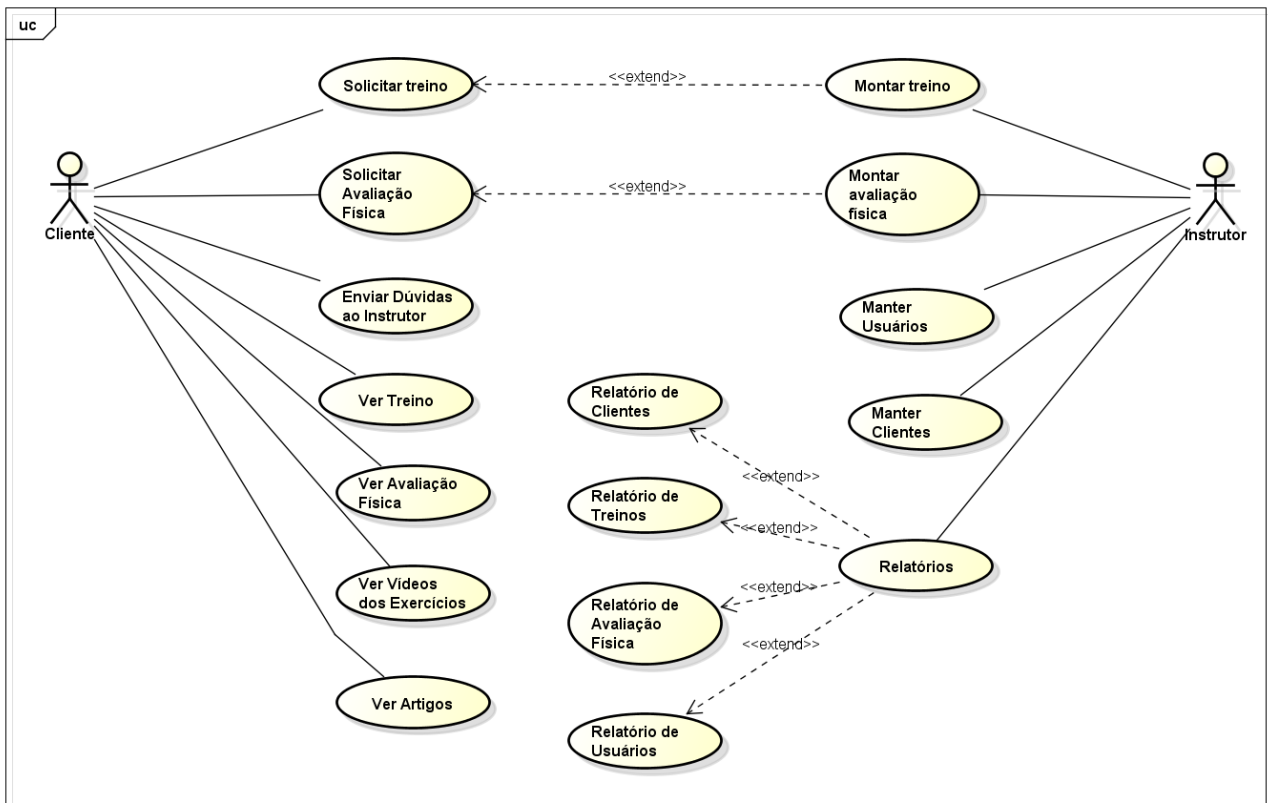 uc
Solicitar treino
<<extend>>
Montar treino
Solicitar
Avaliação
Física
<<extend>>
Montar
avaliação
física
Cliente
Instrutor
Enviar Dúvidas
ao Instrutor
Manter
Usuários
Ver Treino
Relatório de
Clientes
Manter
Clientes
Ver Avaliação
Física
<<extend>>
Relatório de
Treinos
<<extend>>
Relatórios
Ver Vídeos
dos Exercícios
<<extend>>
Relatório de
Avaliação
Física
<<extend>>
Ver Artigos
Relatório de
Usuários